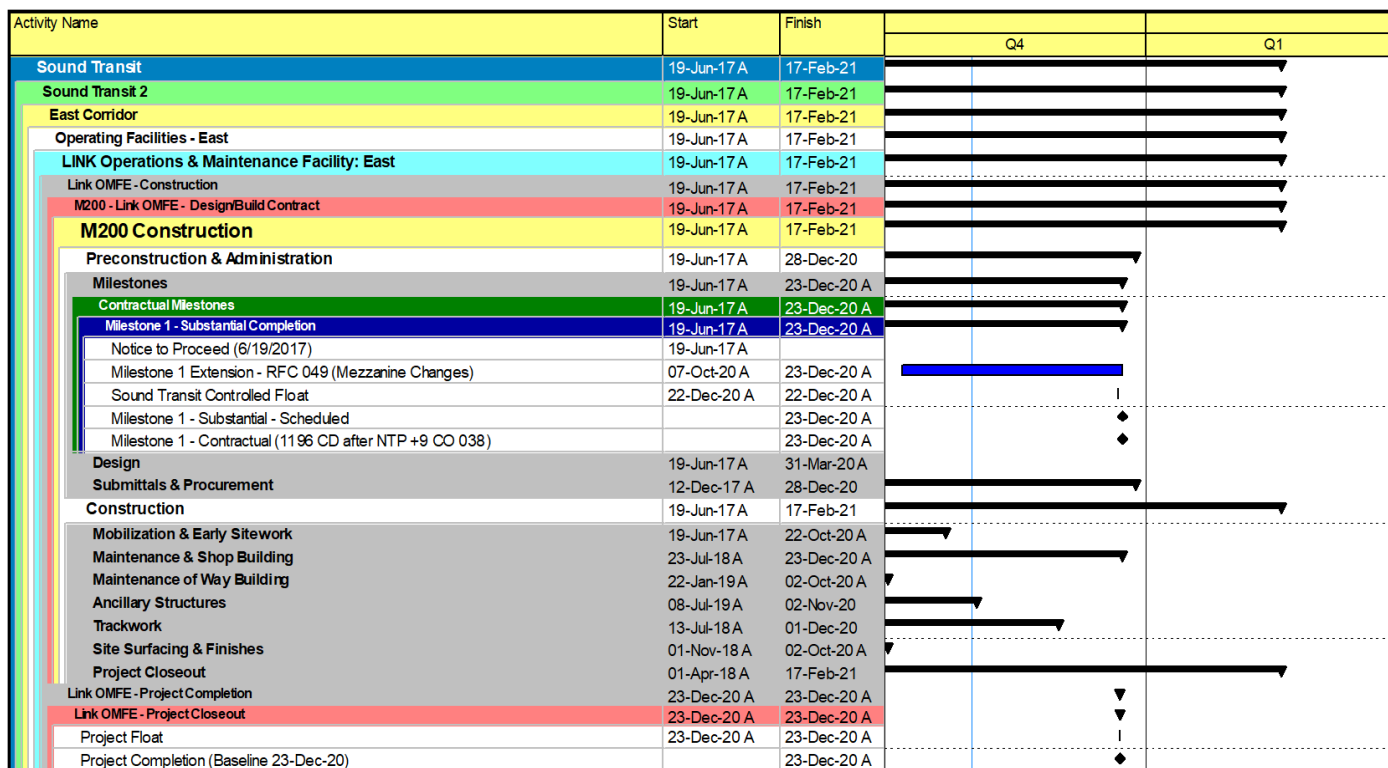 Activity Name Start Finish
Q4 Q1
Sound Transit 19-Jun-17 A 17-Feb-21
Sound Transit 2 19-Jun-17 A 17-Feb-21
East Corridor 19-Jun-17 A 17-Feb-21
Operating Facilities - East 19-Jun-17 A 17-Feb-21
LINK Operations & Maintenance Facility: East 19-Jun-17 A 17-Feb-21
Link OMFE - Construction 19-Jun-17 A 17-Feb-21
M200 - Link OMFE - Design/Build Contract 19-Jun-17 A 17-Feb-21
M200 Construction 19-Jun-17 A 17-Feb-21
Preconstruction & Administration 19-Jun-17 A 28-Dec-20
Milestones 19-Jun-17 A 23-Dec-20 A
Contractual Milestones 19-Jun-17 A 23-Dec-20 A
Milestone 1 - Substantial Completion 19-Jun-17 A 23-Dec-20 A
Notice to Proceed (6/19/2017) 19-Jun-17 A
Milestone 1 Extension - RFC 049 (Mezzanine Changes) 07-Oct-20 A 23-Dec-20 A
Sound Transit Controlled Float 22-Dec-20 A 22-Dec-20 A
Milestone 1 - Substantial - Scheduled 23-Dec-20 A
Milestone 1 - Contractual (1196 CD after NTP +9 CO 038) 23-Dec-20 A
Design 19-Jun-17 A 31-Mar-20 A
Submittals & Procurement 12-Dec-17 A 28-Dec-20
Construction 19-Jun-17 A 17-Feb-21
Mobilization & Early Sitework 19-Jun-17 A 22-Oct-20 A
Maintenance & Shop Building 23-Jul-18 A 23-Dec-20 A
Maintenance of Way Building 22-Jan-19 A 02-Oct-20 A
Ancillary Structures 08-Jul-19 A 02-Nov-20
Trackwork 13-Jul-18 A 01-Dec-20
Site Surfacing & Finishes 01-Nov-18 A 02-Oct-20 A
Project Closeout 01-Apr-18 A 17-Feb-21
Link OMFE - Project Completion 23-Dec-20 A 23-Dec-20 A
Link OMFE - Project Closeout 23-Dec-20 A 23-Dec-20 A
Project Float 23-Dec-20 A 23-Dec-20 A
Project Completion (Baseline 23-Dec-20) 23-Dec-20 A